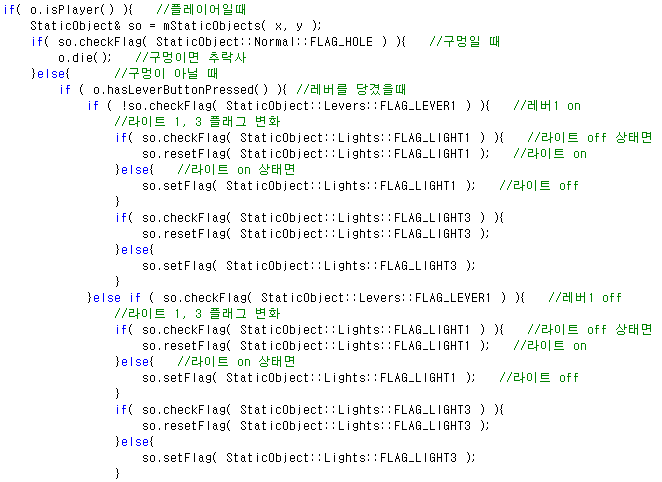 if( o.isPlayer() ){   //플레이어일때
    StaticObject& so = mStaticObjects( x, y );
    if( so.checkFlag( StaticObject::Normal::FLAG_HOLE ) ){   //구멍일 때
        o.die();   //구멍이면 추락사
    }else{      //구멍이 아닐 때
        if ( o.hasLeverButtonPressed() ){ //레버를 당겼을때
            if ( !so.checkFlag( StaticObject::Levers::FLAG_LEVER1 ) ){   //레버1 on
                //라이트 1, 3 플래그 변화
                if( so.checkFlag( StaticObject::Lights::FLAG_LIGHT1 ) ){   //라이트 off 상태면
                    so.resetFlag( StaticObject::Lights::FLAG_LIGHT1 );   //라이트 on
                }else{   //라이트 on 상태면
                    so.setFlag( StaticObject::Lights::FLAG_LIGHT1 );   //라이트 off
                }
                if( so.checkFlag( StaticObject::Lights::FLAG_LIGHT3 ) ){
                    so.resetFlag( StaticObject::Lights::FLAG_LIGHT3 );
                }else{
                    so.setFlag( StaticObject::Lights::FLAG_LIGHT3 );
                }
            }else if ( so.checkFlag( StaticObject::Levers::FLAG_LEVER1 ) ){   //레버1 off
                //라이트 1, 3 플래그 변화
                if( so.checkFlag( StaticObject::Lights::FLAG_LIGHT1 ) ){   //라이트 off 상태면
                    so.resetFlag( StaticObject::Lights::FLAG_LIGHT1 );   //라이트 on
                }else{   //라이트 on 상태면
                    so.setFlag( StaticObject::Lights::FLAG_LIGHT1 );   //라이트 off
                }
                if( so.checkFlag( StaticObject::Lights::FLAG_LIGHT3 ) ){
                    so.resetFlag( StaticObject::Lights::FLAG_LIGHT3 );
                }else{
                    so.setFlag( StaticObject::Lights::FLAG_LIGHT3 );
                }